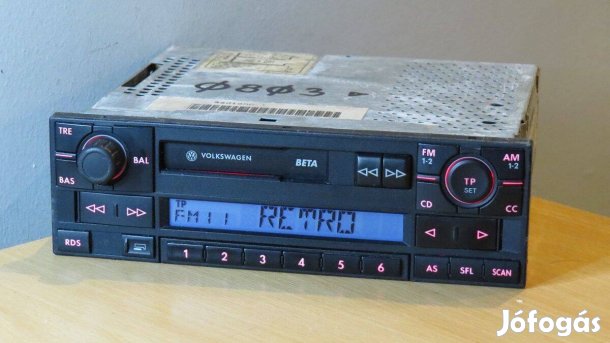 0803
TRE
BAL
BAS
VOLKSWAGEN
BETA
FM
1-2
AM
1-2
TP
SET
CD
CC
TP
FM11 RETRO
RDS
1 2 3 4 5 6
AS SFL SCAN
Jófogás